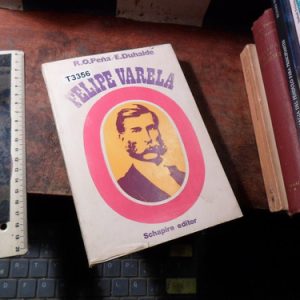 R.O.Peña/E.Duhalde
T3356
FELIPE VARELA
Schapire editor